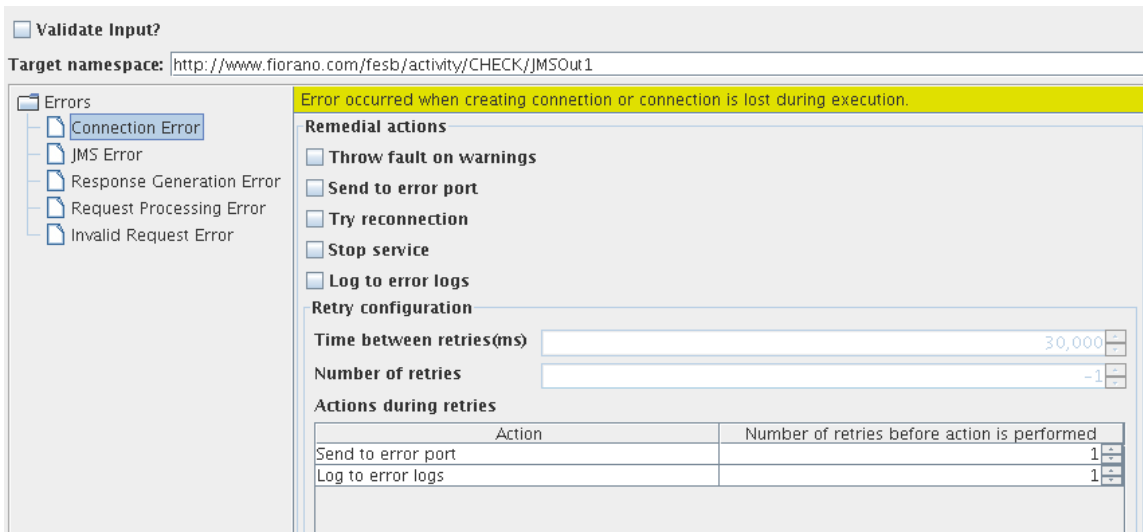 Validate Input?
Target namespace: http://www.fiorano.com/fesb/activity/CHECK/JMSOut1
Errors
Connection Error
JMS Error
Response Generation Error
Request Processing Error
Invalid Request Error
Error occurred when creating connection or connection is lost during execution.
Remedial actions
Throw fault on warnings
Send to error port
Try reconnection
Stop service
Log to error logs
Retry configuration
Time between retries(ms) 30,000
Number of retries -1
Actions during retries
Action Number of retries before action is performed
Send to error port 1
Log to error logs 1